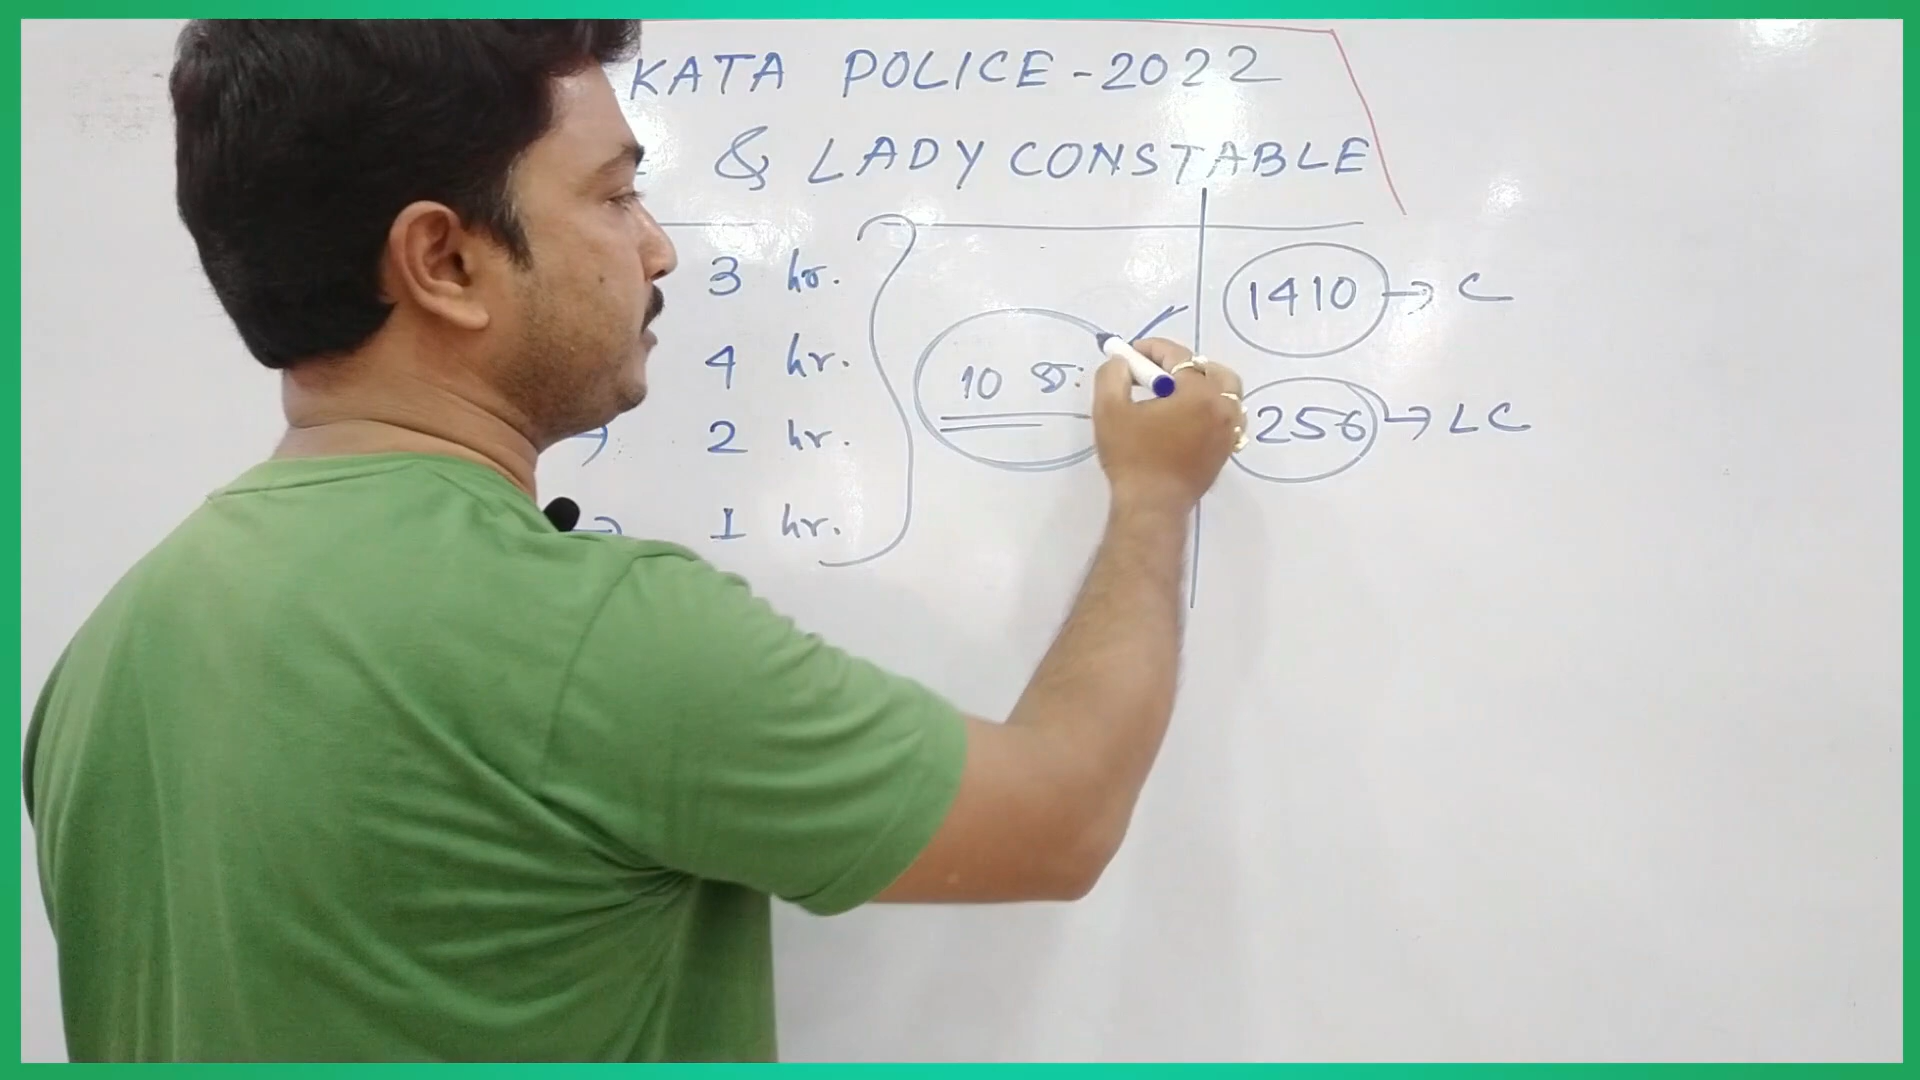 KATA POLICE-2022
& LADY CONSTABLE
3 hr.
4 hr.
→ 2 hr.
→ 1 hr.
10
1410 → C
256 → LC